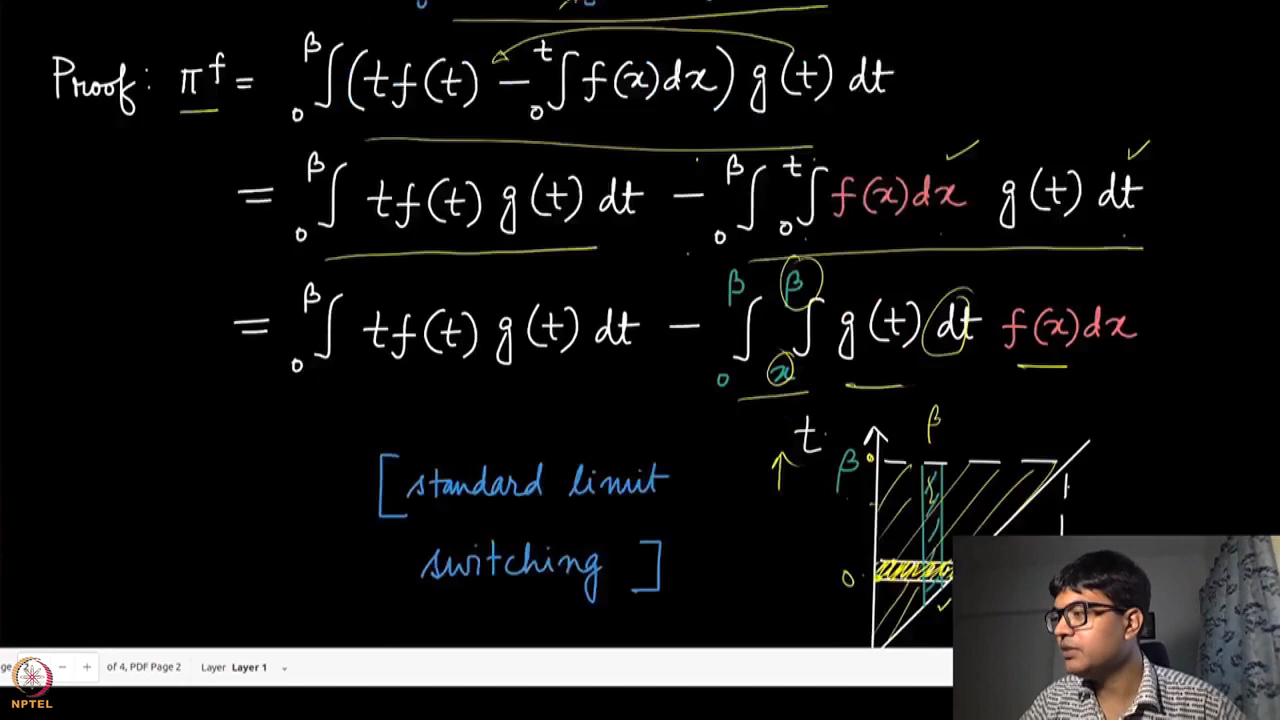 Proof: π^f = ₀^β∫(tf(t) − ₀^t∫f(x)dx) g(t) dt
= ₀^β∫ tf(t) g(t) dt − ₀^β∫ ₀^t∫ f(x)dx g(t) dt
= ₀^β∫ tf(t) g(t) dt − ₀^β∫ ₓ^β∫ g(t) dt f(x)dx
β
t
β
[standard limit
switching]
0
of 4, PDF Page 2 Layer Layer 1
NPTEL